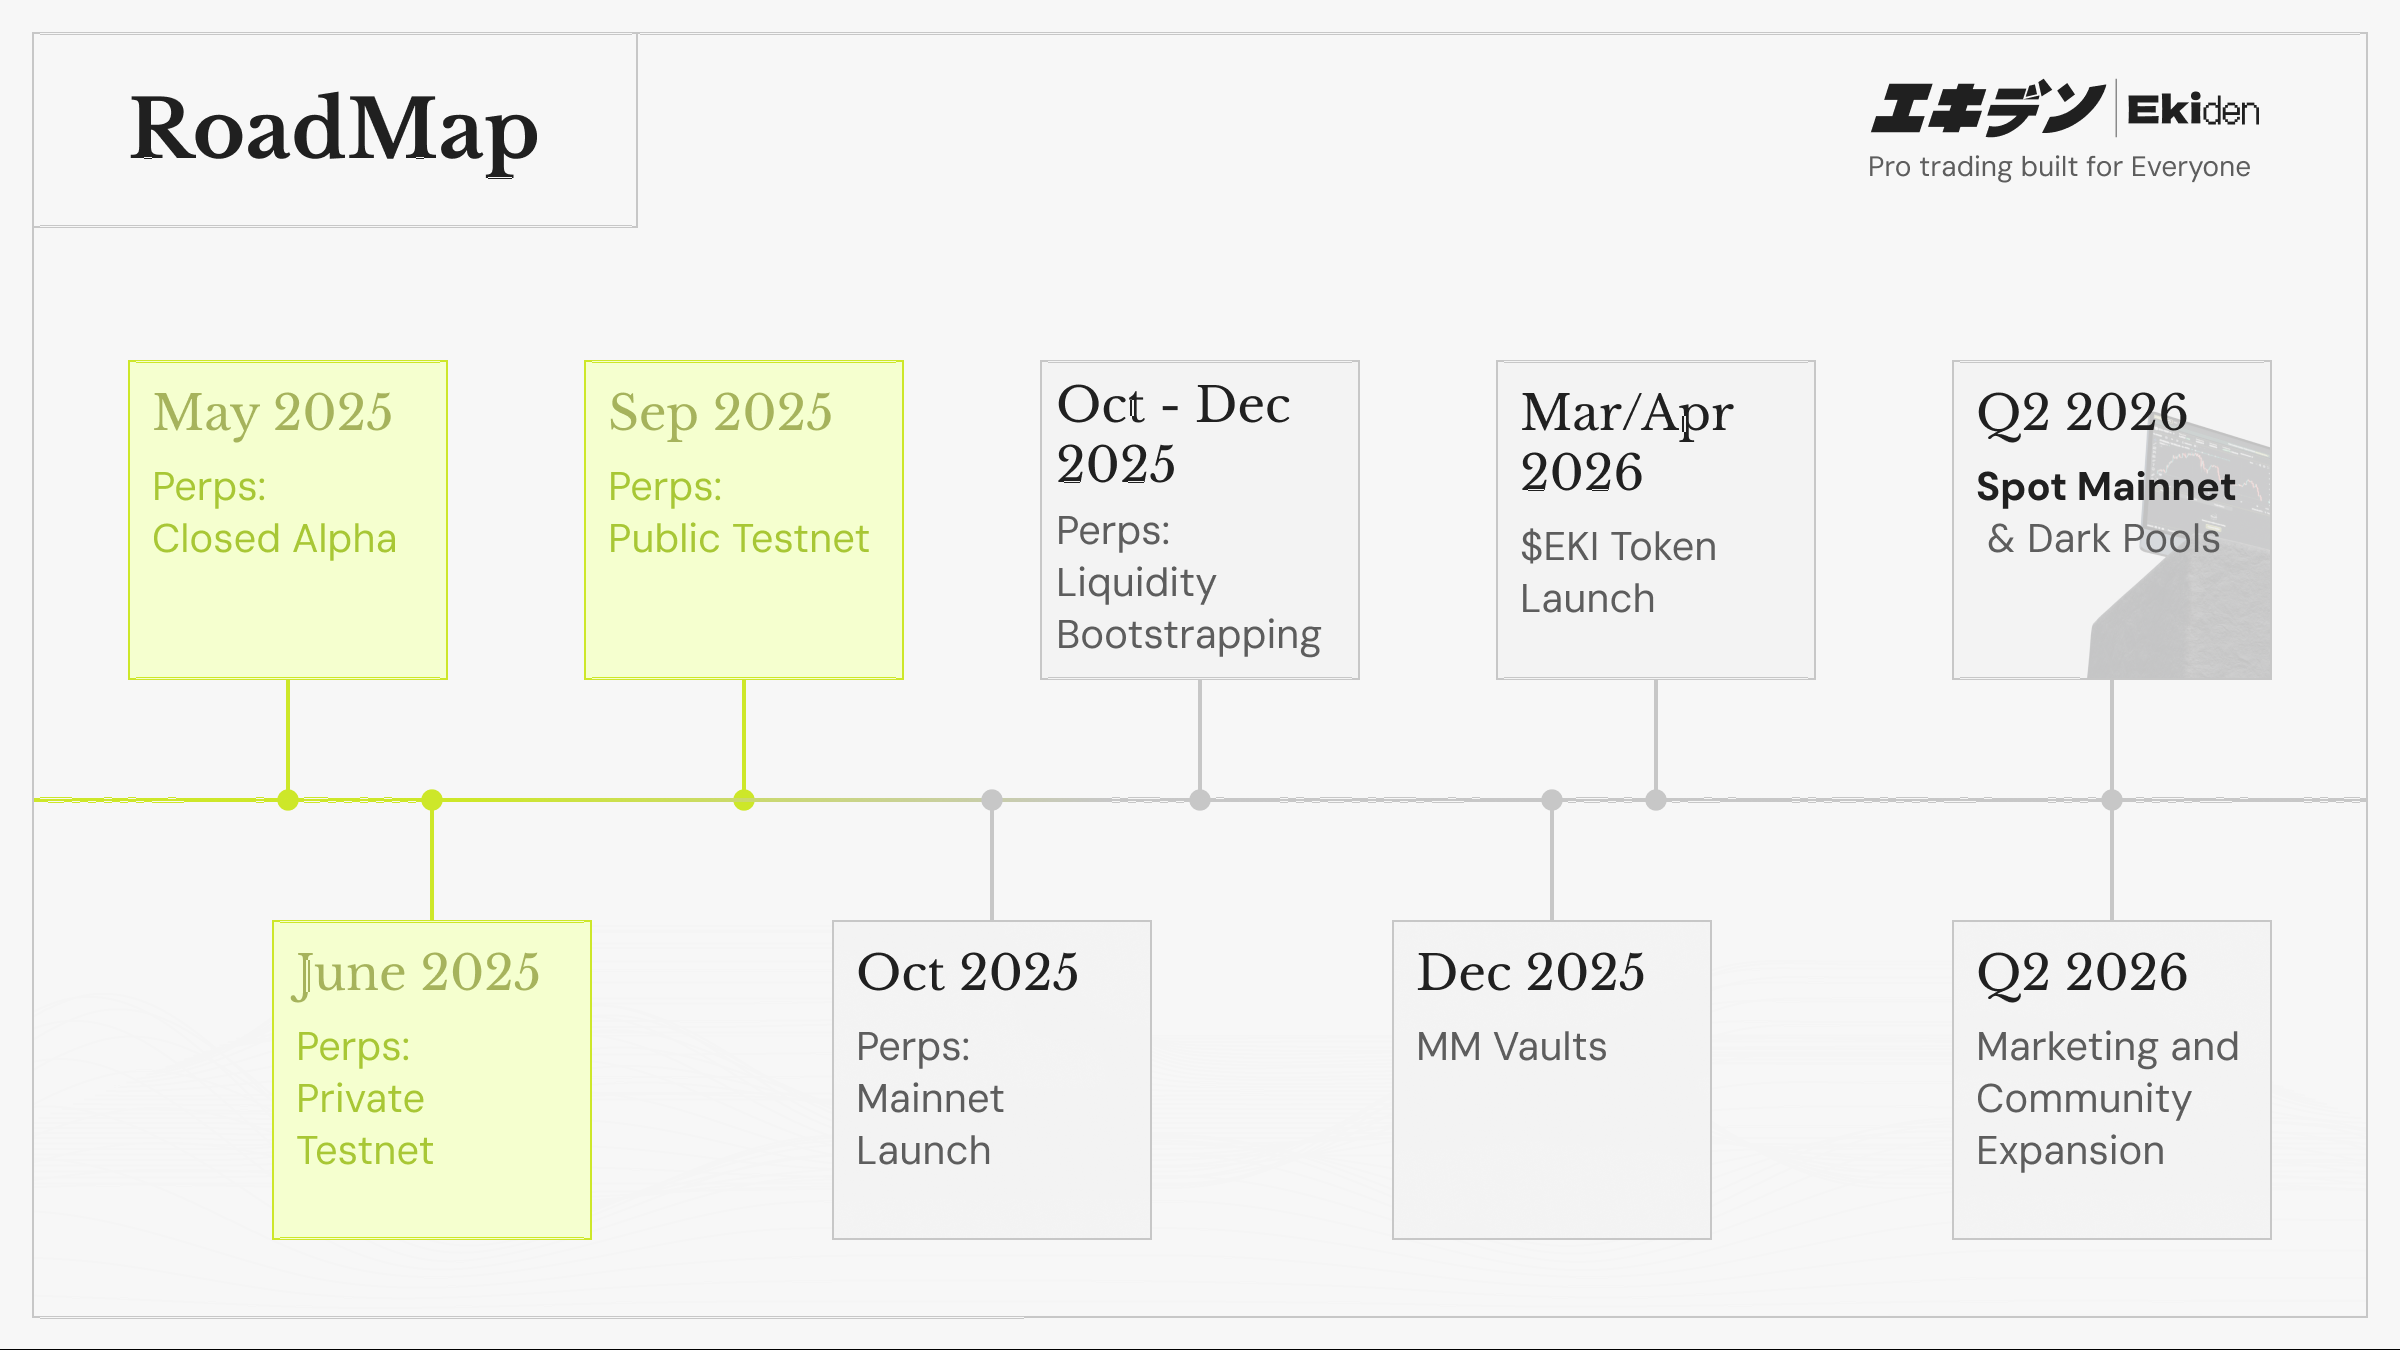 RoadMap
エキデン Ekiden
Pro trading built for Everyone
May 2025
Perps:
Closed Alpha
Sep 2025
Perps:
Public Testnet
Oct - Dec
2025
Perps:
Liquidity
Bootstrapping
Mar/Apr
2026
$EKI Token
Launch
Q2 2026
Spot Mainnet
& Dark Pools
June 2025
Perps:
Private
Testnet
Oct 2025
Perps:
Mainnet
Launch
Dec 2025
MM Vaults
Q2 2026
Marketing and
Community
Expansion